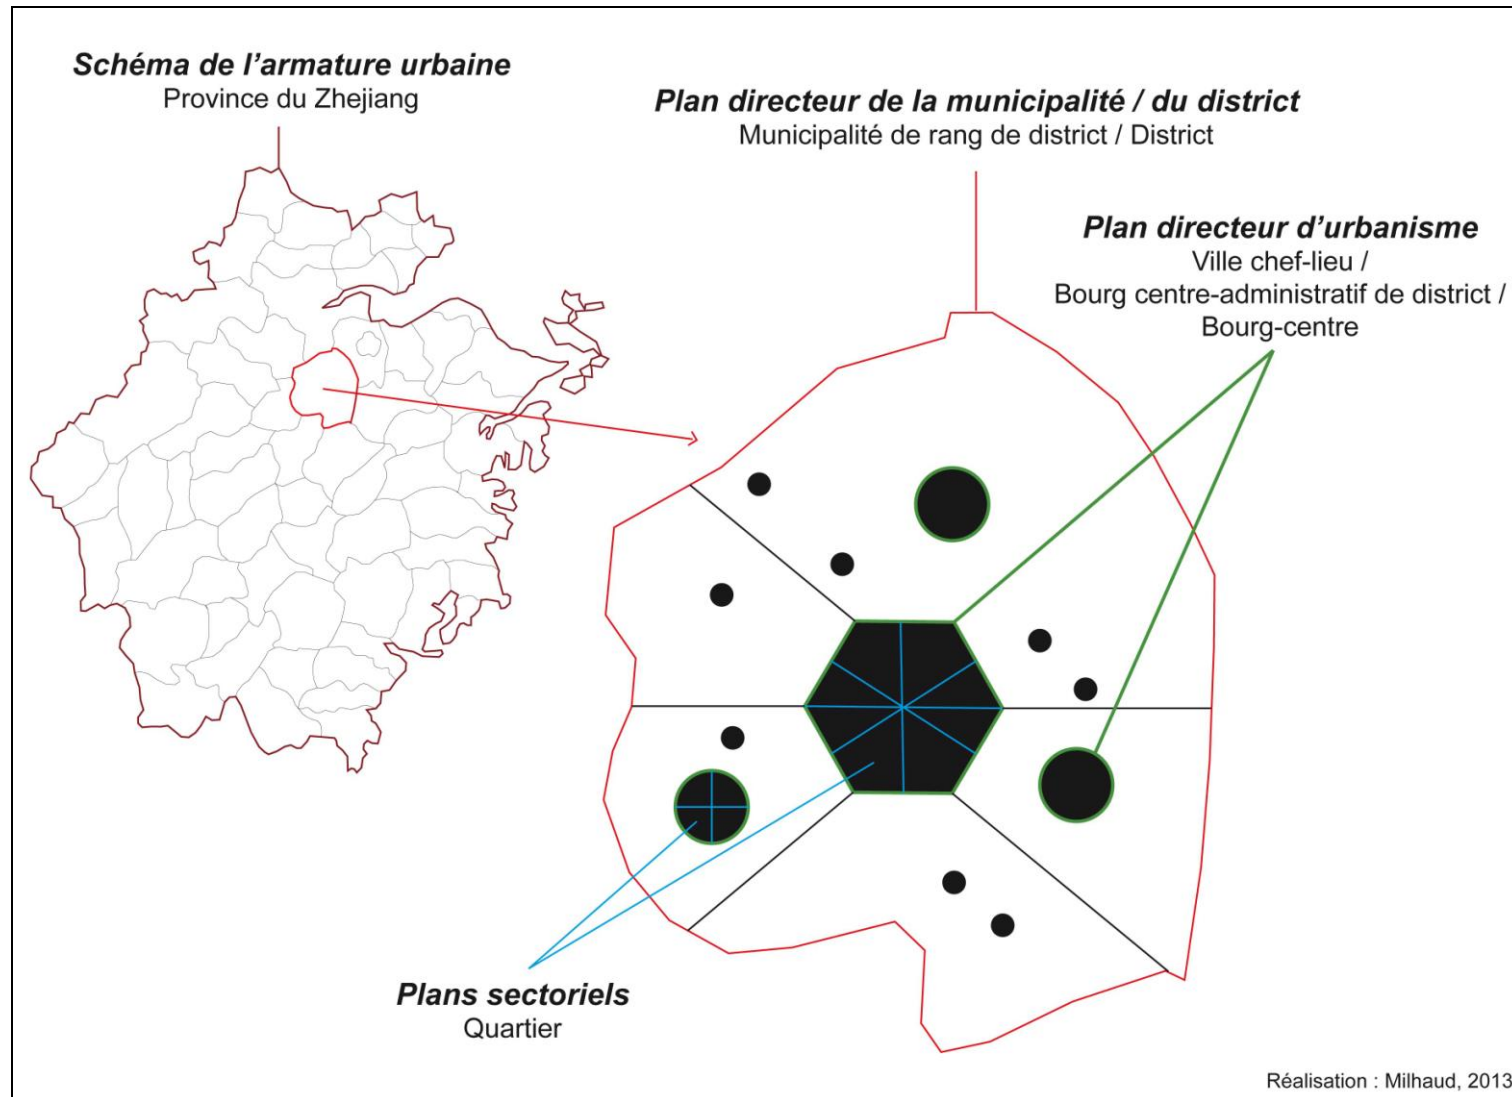 Schéma de l'armature urbaine
Province du Zhejiang
Plan directeur de la municipalité / du district
Municipalité de rang de district / District
Plan directeur d'urbanisme
Ville chef-lieu /
Bourg centre-administratif de district /
Bourg-centre
Plans sectoriels
Quartier
Réalisation : Milhaud, 2013